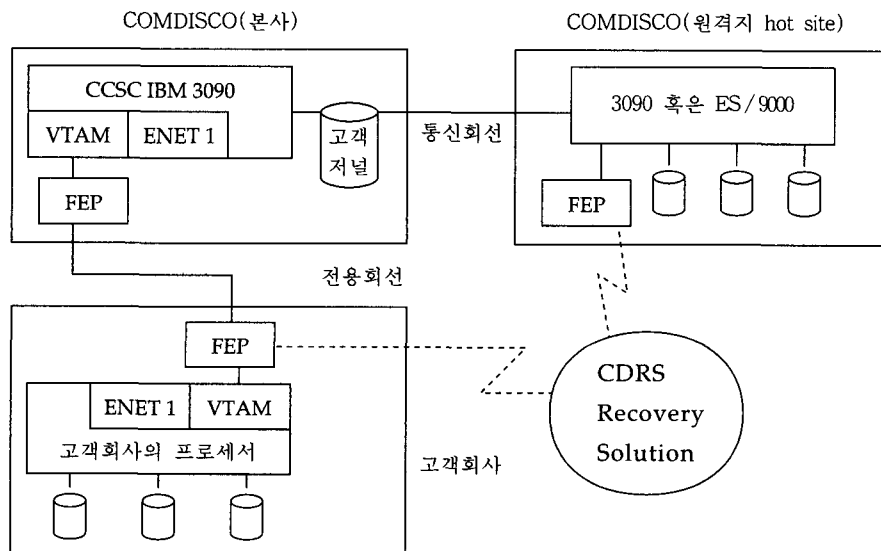 COMDISCO(본사)
COMDISCO(원격지 hot site)
CCSC IBM 3090
VTAM
ENET 1
FEP
고객
저널
통신회선
3090 혹은 ES/9000
FEP
전용회선
FEP
ENET 1
VTAM
고객회사의 프로세서
고객회사
CDRS
Recovery
Solution